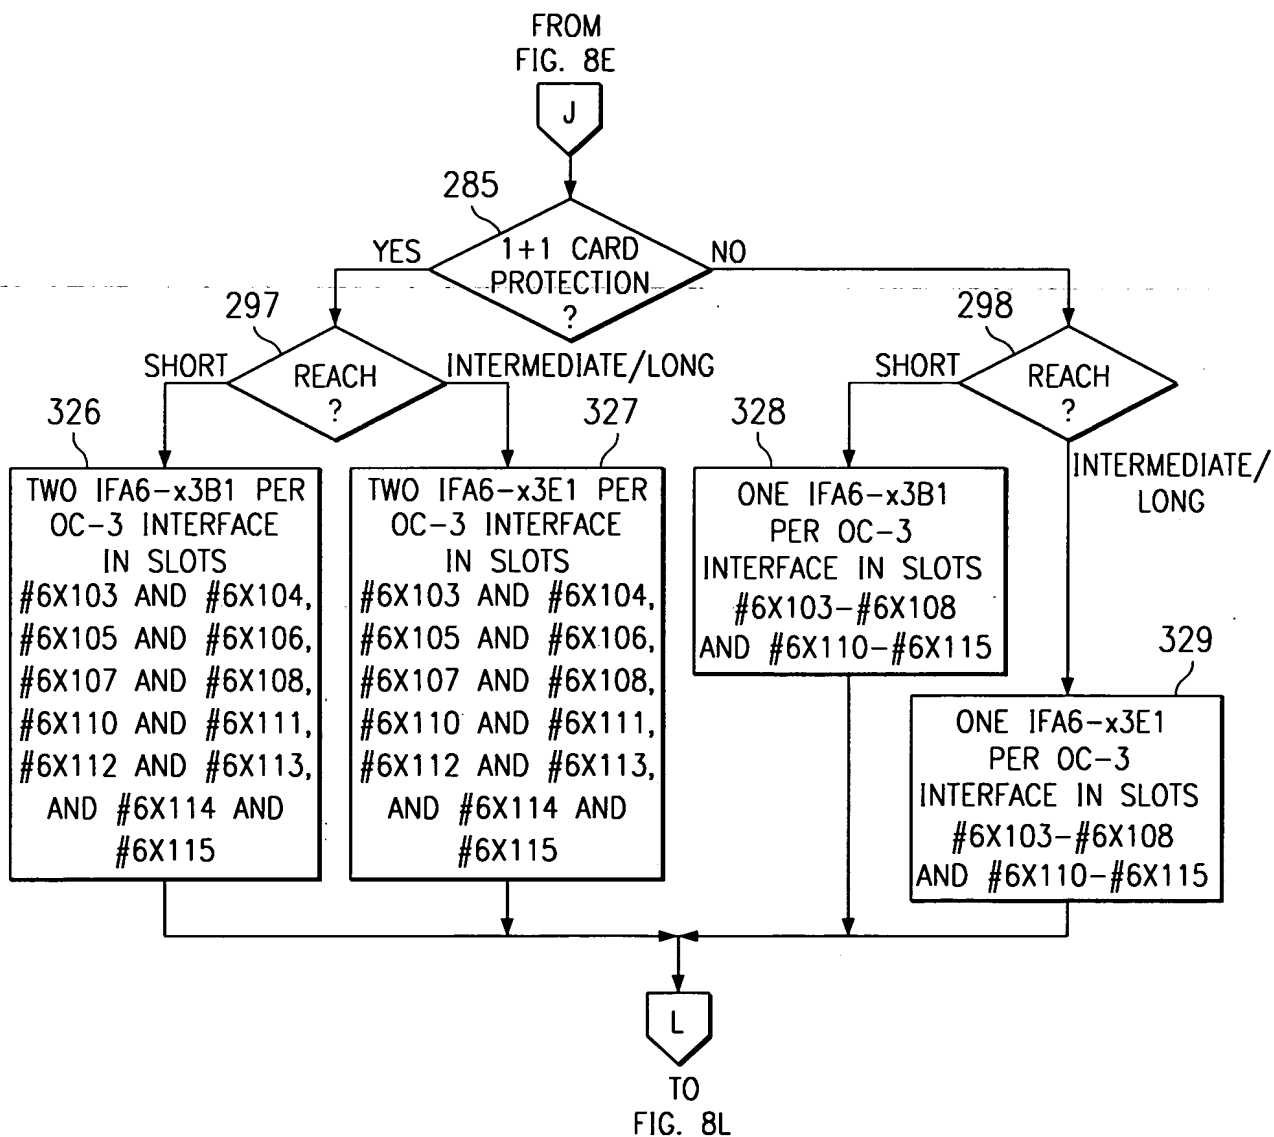 FROM
FIG. 8E
J
285
1+1 CARD
PROTECTION
?
YES
NO
297
REACH
?
SHORT
INTERMEDIATE/LONG
298
REACH
?
SHORT
INTERMEDIATE/
LONG
326
TWO IFA6-x3B1 PER
OC-3 INTERFACE
IN SLOTS
#6X103 AND #6X104,
#6X105 AND #6X106,
#6X107 AND #6X108,
#6X110 AND #6X111,
#6X112 AND #6X113,
AND #6X114 AND
#6X115
327
TWO IFA6-x3E1 PER
OC-3 INTERFACE
IN SLOTS
#6X103 AND #6X104,
#6X105 AND #6X106,
#6X107 AND #6X108,
#6X110 AND #6X111,
#6X112 AND #6X113,
AND #6X114 AND
#6X115
328
ONE IFA6-x3B1
PER OC-3
INTERFACE IN SLOTS
#6X103-#6X108
AND #6X110-#6X115
329
ONE IFA6-x3E1
PER OC-3
INTERFACE IN SLOTS
#6X103-#6X108
AND #6X110-#6X115
L
TO
FIG. 8L